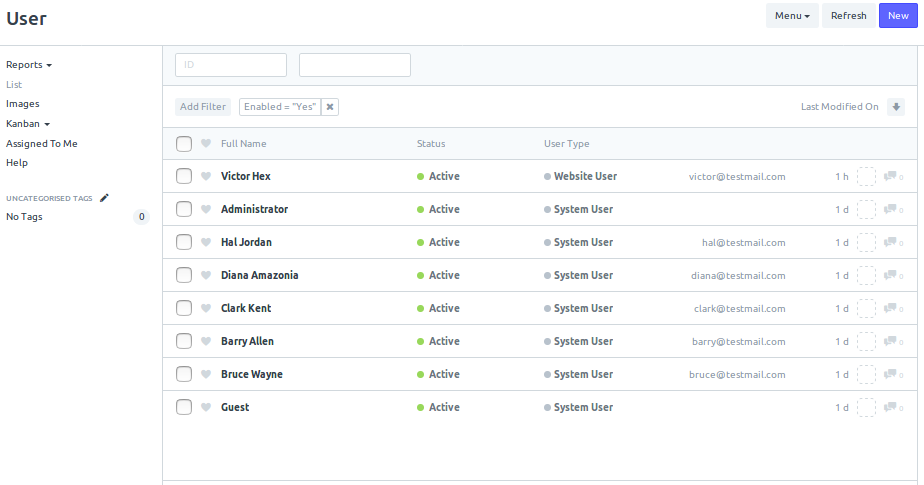 User
Menu
Refresh
New
Reports
List
Images
Kanban
Assigned To Me
Help
UNCATEGORISED TAGS
No Tags 0
ID
Add Filter Enabled = "Yes" Last Modified On
Full Name Status User Type
Victor Hex Active Website User victor@testmail.com 1 h 0
Administrator Active System User 1 d 0
Hal Jordan Active System User hal@testmail.com 1 d 0
Diana Amazonia Active System User diana@testmail.com 1 d 0
Clark Kent Active System User clark@testmail.com 1 d 0
Barry Allen Active System User barry@testmail.com 1 d 0
Bruce Wayne Active System User bruce@testmail.com 1 d 0
Guest Active System User 1 d 0